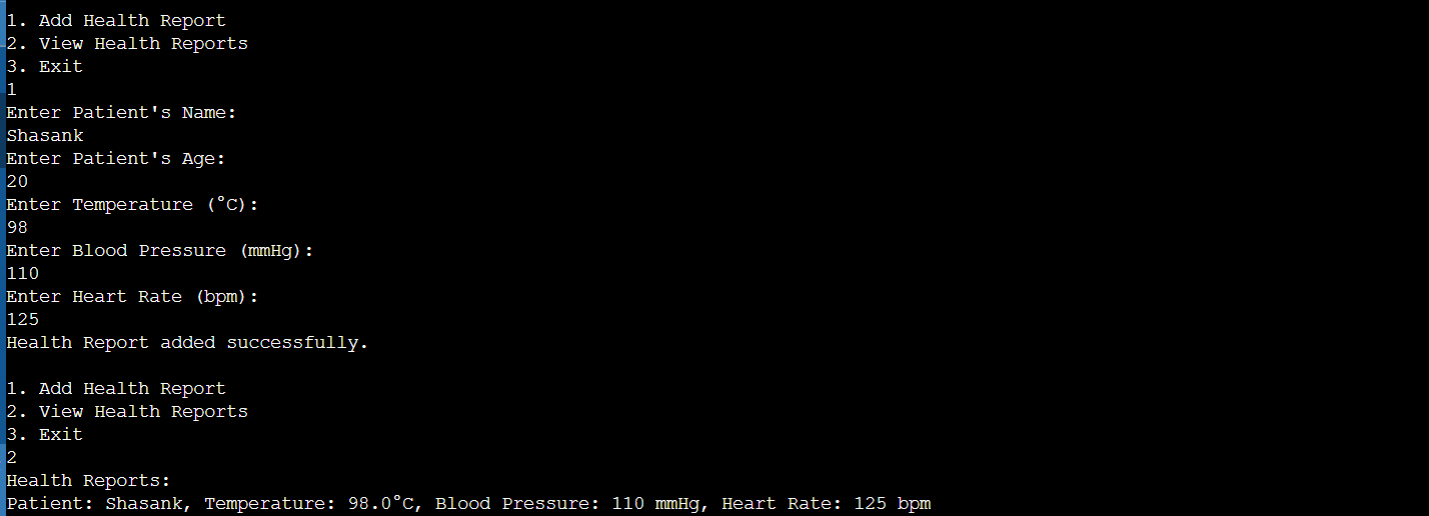 1. Add Health Report
2. View Health Reports
3. Exit
1
Enter Patient's Name:
Shasank
Enter Patient's Age:
20
Enter Temperature (°C):
98
Enter Blood Pressure (mmHg):
110
Enter Heart Rate (bpm):
125
Health Report added successfully.
1. Add Health Report
2. View Health Reports
3. Exit
2
Health Reports:
Patient: Shasank, Temperature: 98.0°C, Blood Pressure: 110 mmHg, Heart Rate: 125 bpm